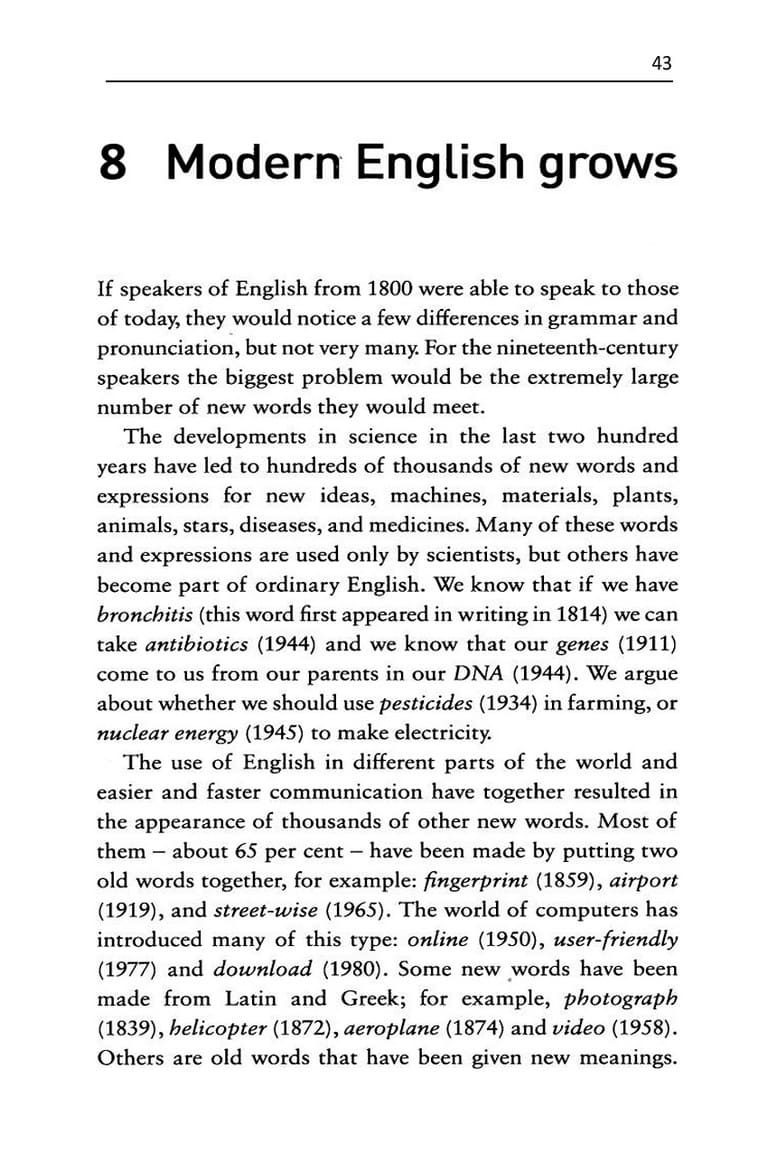 43
8 Modern English grows
If speakers of English from 1800 were able to speak to those
of today, they would notice a few differences in grammar and
pronunciation, but not very many. For the nineteenth-century
speakers the biggest problem would be the extremely large
number of new words they would meet.
The developments in science in the last two hundred
years have led to hundreds of thousands of new words and
expressions for new ideas, machines, materials, plants,
animals, stars, diseases, and medicines. Many of these words
and expressions are used only by scientists, but others have
become part of ordinary English. We know that if we have
bronchitis (this word first appeared in writing in 1814) we can
take antibiotics (1944) and we know that our genes (1911)
come to us from our parents in our DNA (1944). We argue
about whether we should use pesticides (1934) in farming, or
nuclear energy (1945) to make electricity.
The use of English in different parts of the world and
easier and faster communication have together resulted in
the appearance of thousands of other new words. Most of
them – about 65 per cent – have been made by putting two
old words together, for example: fingerprint (1859), airport
(1919), and street-wise (1965). The world of computers has
introduced many of this type: online (1950), user-friendly
(1977) and download (1980). Some new words have been
made from Latin and Greek; for example, photograph
(1839), helicopter (1872), aeroplane (1874) and video (1958).
Others are old words that have been given new meanings.